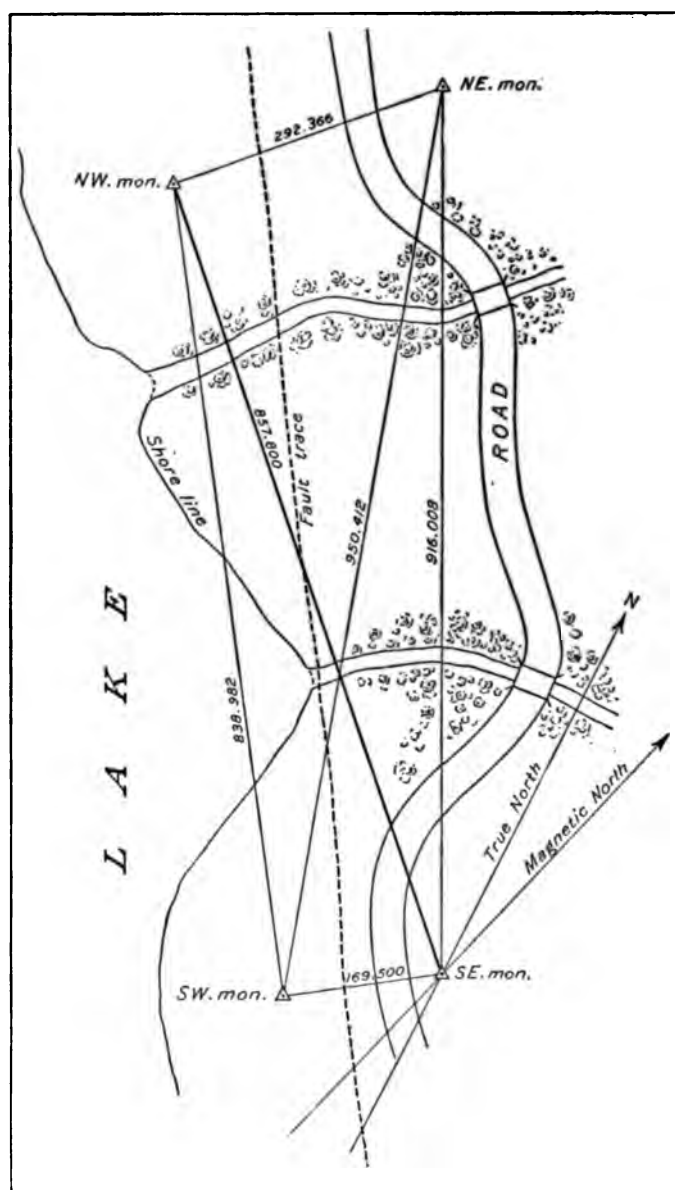 NE. mon.
292.366
NW. mon.
ROAD
Shore line
857.800
Fault trace
950.412
916.008
LAKE
838.982
N
True North
Magnetic North
169.500
SW. mon.
SE. mon.